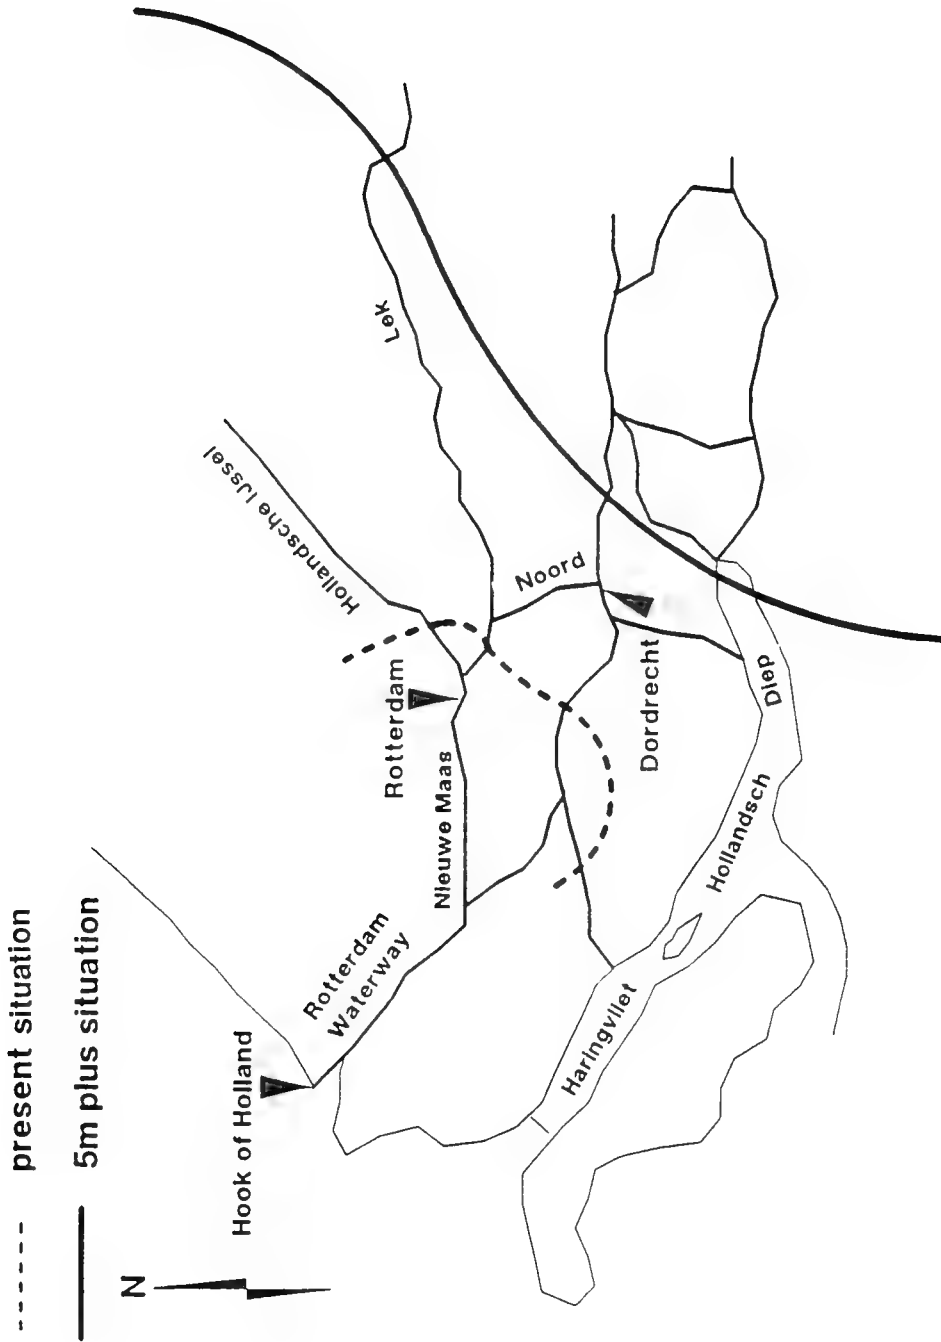 present situation
5m plus situation
N
Hook of Holland
Rotterdam
Waterway
Nieuwe Maas
Rotterdam
Hollandsche IJssel
Lek
Noord
Dordrecht
Haringvliet
Hollandsch
Diep